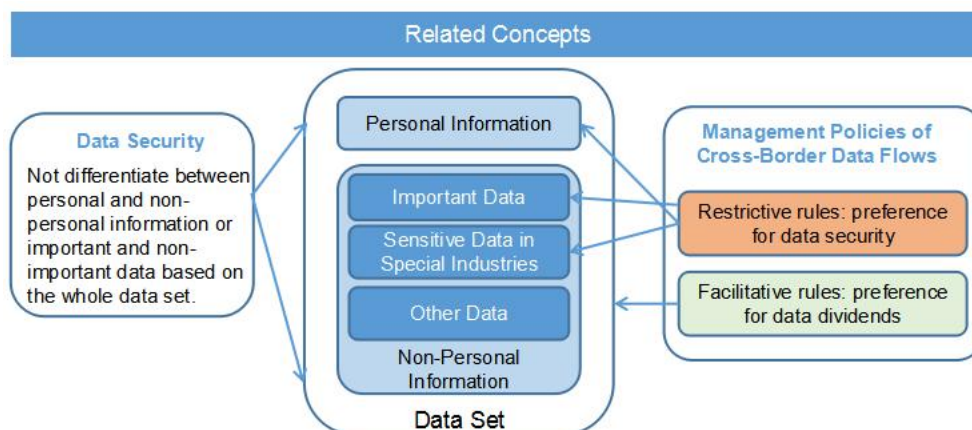 Related Concepts
Data Security
Not differentiate between
personal and non-
personal information or
important and non-
important data based on
the whole data set.
Personal Information
Important Data
Sensitive Data in
Special Industries
Other Data
Non-Personal
Information
Data Set
Management Policies of
Cross-Border Data Flows
Restrictive rules: preference
for data security
Facilitative rules: preference
for data dividends